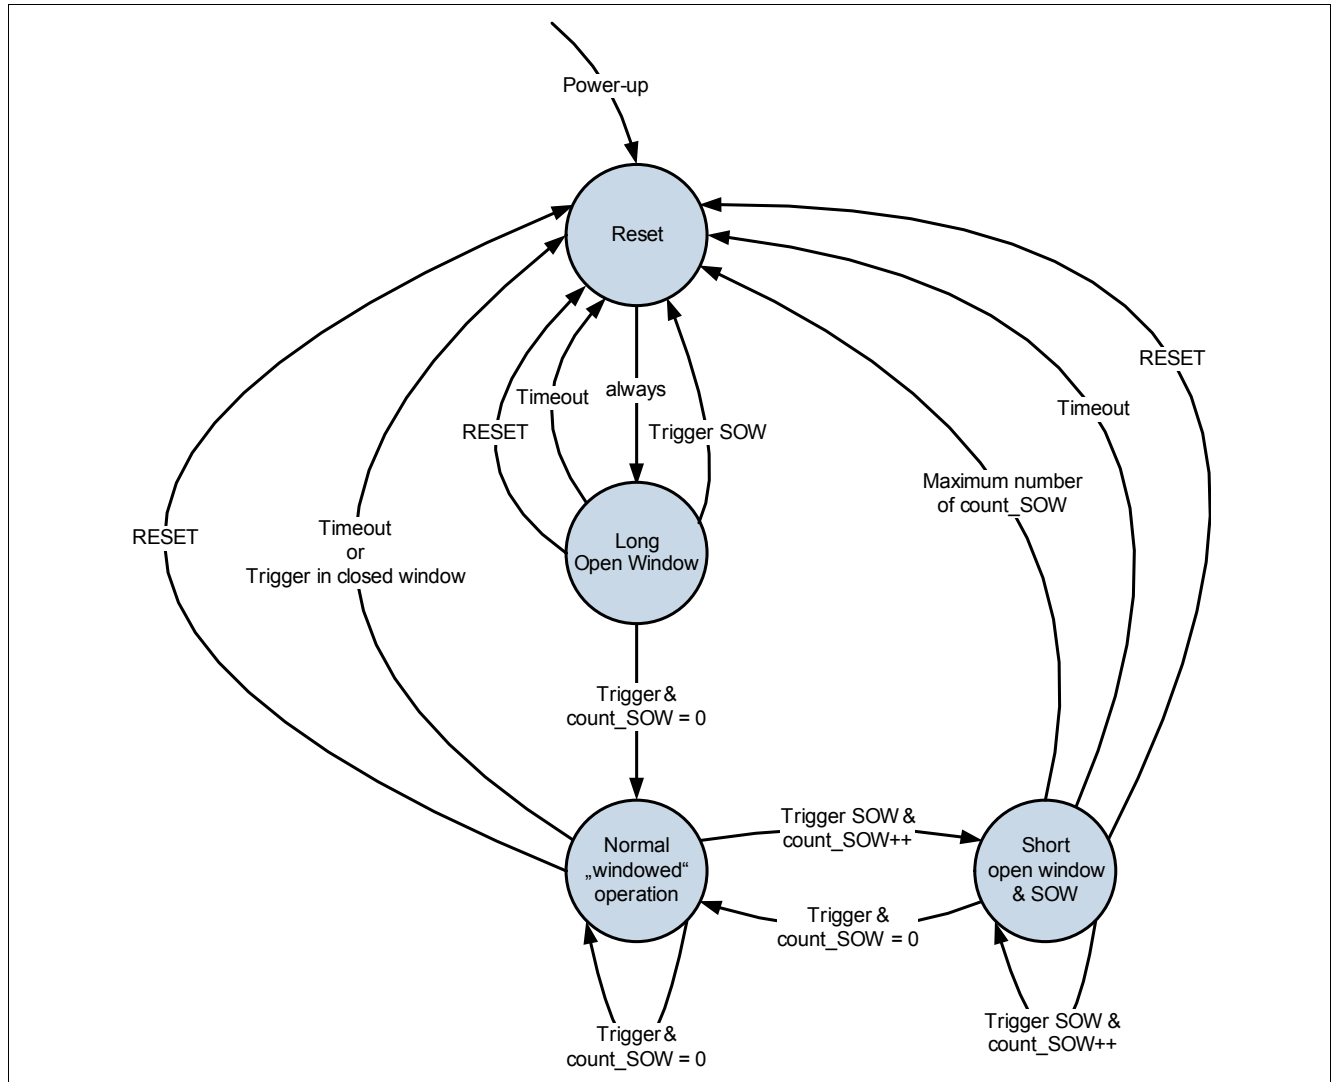 Power-up
Reset
RESET
Timeout
always
Timeout
RESET
Trigger SOW
Maximum number
of count_SOW
Timeout
or
Trigger in closed window
RESET
Long
Open Window
Trigger &
count_SOW = 0
Normal
„windowed“
operation
Trigger SOW &
count_SOW++
Short
open window
& SOW
Trigger &
count_SOW = 0
Trigger &
count_SOW = 0
Trigger SOW &
count_SOW++